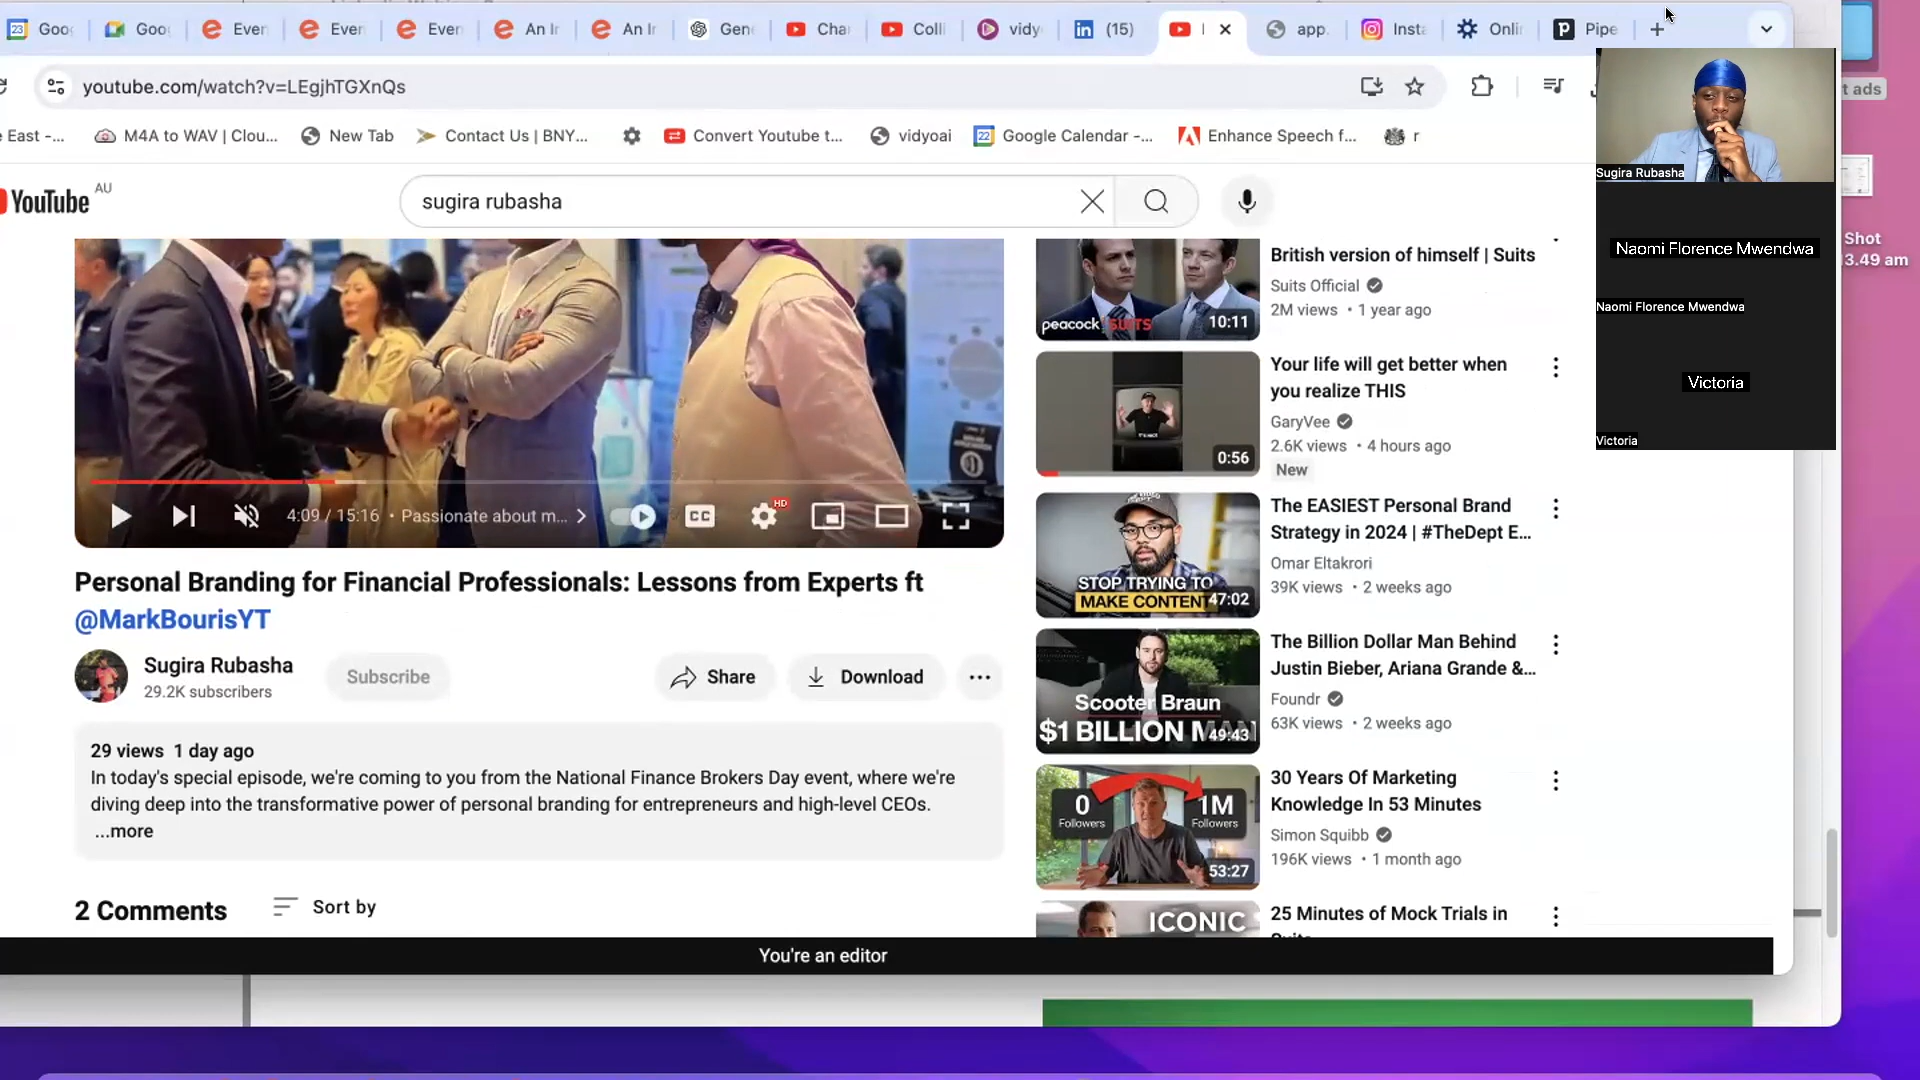 23 Goo
Goo
Ever
Ever
Ever
An Ir
An Ir
Gen
Cha
Colli
vidy
in (15)
app.
Insta
Onlin
P Pipe
youtube.com/watch?v=LEgjhTGXnQs
t ads
e East -...
M4A to WAV | Clou...
New Tab
Contact Us | BNY...
Convert Youtube t...
vidyoai
22 Google Calendar -...
Enhance Speech f...
r
Sugira Rubasha
Naomi Florence Mwendwa
Naomi Florence Mwendwa
Victoria
Victoria
Shot
3.49 am
YouTube AU
sugira rubasha
British version of himself | Suits
Suits Official
2M views • 1 year ago
peacock SUITS
10:11
Your life will get better when
you realize THIS
GaryVee
2.6K views • 4 hours ago
New
0:56
4:09 / 15:16 • Passionate about m...
CC
HD
The EASIEST Personal Brand
Strategy in 2024 | #TheDept E...
Omar Eltakrori
39K views • 2 weeks ago
STOP TRYING TO
MAKE CONTENT
47:02
Personal Branding for Financial Professionals: Lessons from Experts ft
@MarkBourisYT
Sugira Rubasha
29.2K subscribers
Subscribe
Share
Download
The Billion Dollar Man Behind
Justin Bieber, Ariana Grande &...
Foundr
63K views • 2 weeks ago
Scooter Braun
$1 BILLION M
49:43
29 views 1 day ago
In today's special episode, we're coming to you from the National Finance Brokers Day event, where we're
diving deep into the transformative power of personal branding for entrepreneurs and high-level CEOs.
...more
30 Years Of Marketing
Knowledge In 53 Minutes
Simon Squibb
196K views • 1 month ago
0
Followers
1M
Followers
53:27
2 Comments
Sort by
25 Minutes of Mock Trials in
ICONIC
You're an editor